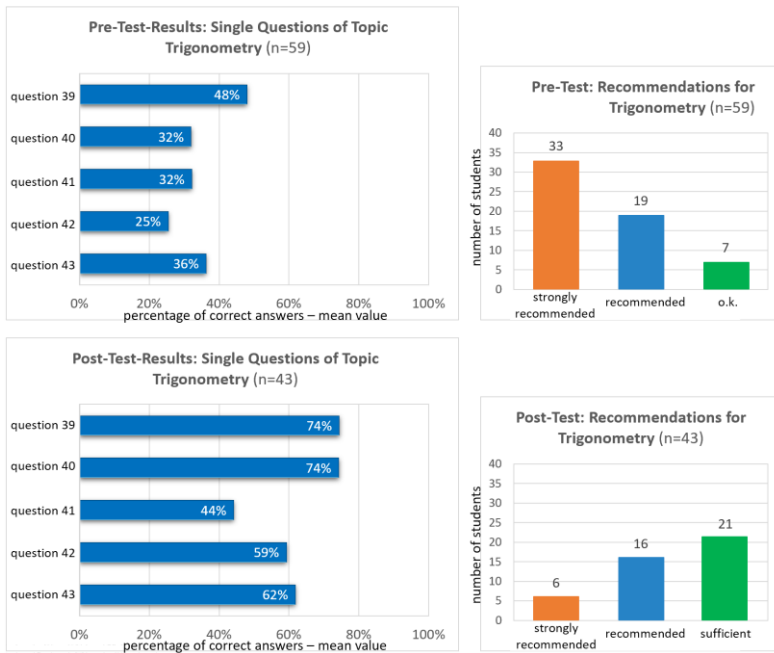 Pre-Test-Results: Single Questions of Topic
Trigonometry (n=59)
question 39
48%
question 40
32%
question 41
32%
question 42
25%
question 43
36%
0% 20% 40% 60% 80% 100%
percentage of correct answers – mean value
Pre-Test: Recommendations for
Trigonometry (n=59)
number of students
40
35
30
25
20
15
10
5
0
33
19
7
strongly
recommended
recommended
o.k.
Post-Test-Results: Single Questions of Topic
Trigonometry (n=43)
question 39
74%
question 40
74%
question 41
44%
question 42
59%
question 43
62%
0% 20% 40% 60% 80% 100%
percentage of correct answers – mean value
Post-Test: Recommendations for
Trigonometry (n=43)
number of students
40
35
30
25
20
15
10
5
0
6
16
21
strongly
recommended
recommended
sufficient